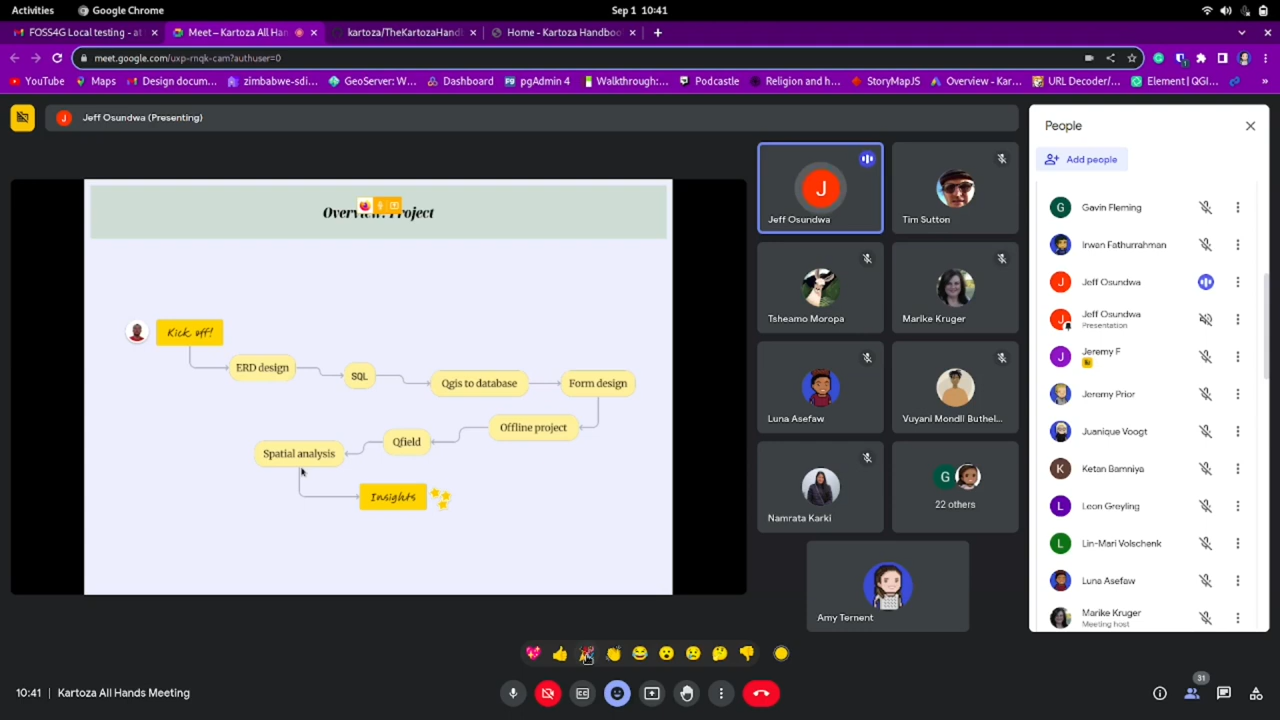 Activities
Google Chrome
Sep 1 10:41
FOSS4G Local testing - at
Meet – Kartoza All Han
kartoza/TheKartozaHand
Home - Kartoza Handboo
meet.google.com/uxp-rnqk-cam?authuser=0
YouTube
Maps
Design docum...
zimbabwe-sdi...
GeoServer: W...
Dashboard
pgAdmin 4
Walkthrough:...
Podcastle
Religion and h...
StoryMapJS
Overview - Kar...
URL Decoder/...
Element | QGI...
»
Jeff Osundwa (Presenting)
People
Add people
Project
Kick off!
ERD design
SQL
Qgis to database
Form design
Offline project
Qfield
Spatial analysis
Insights
J
Jeff Osundwa
Tim Sutton
Tsheamo Moropa
Marike Kruger
Luna Asefaw
Vuyani Mondli Buthel...
Namrata Karki
G
22 others
Amy Ternent
G
Gavin Fleming
Irwan Fathurrahman
J
Jeff Osundwa
J
Jeff Osundwa
Presentation
J
Jeremy F
Jeremy Prior
Juanique Voogt
K
Ketan Bamniya
L
Leon Greyling
L
Lin-Mari Volschenk
Luna Asefaw
Marike Kruger
Meeting host
10:41 | Kartoza All Hands Meeting
31